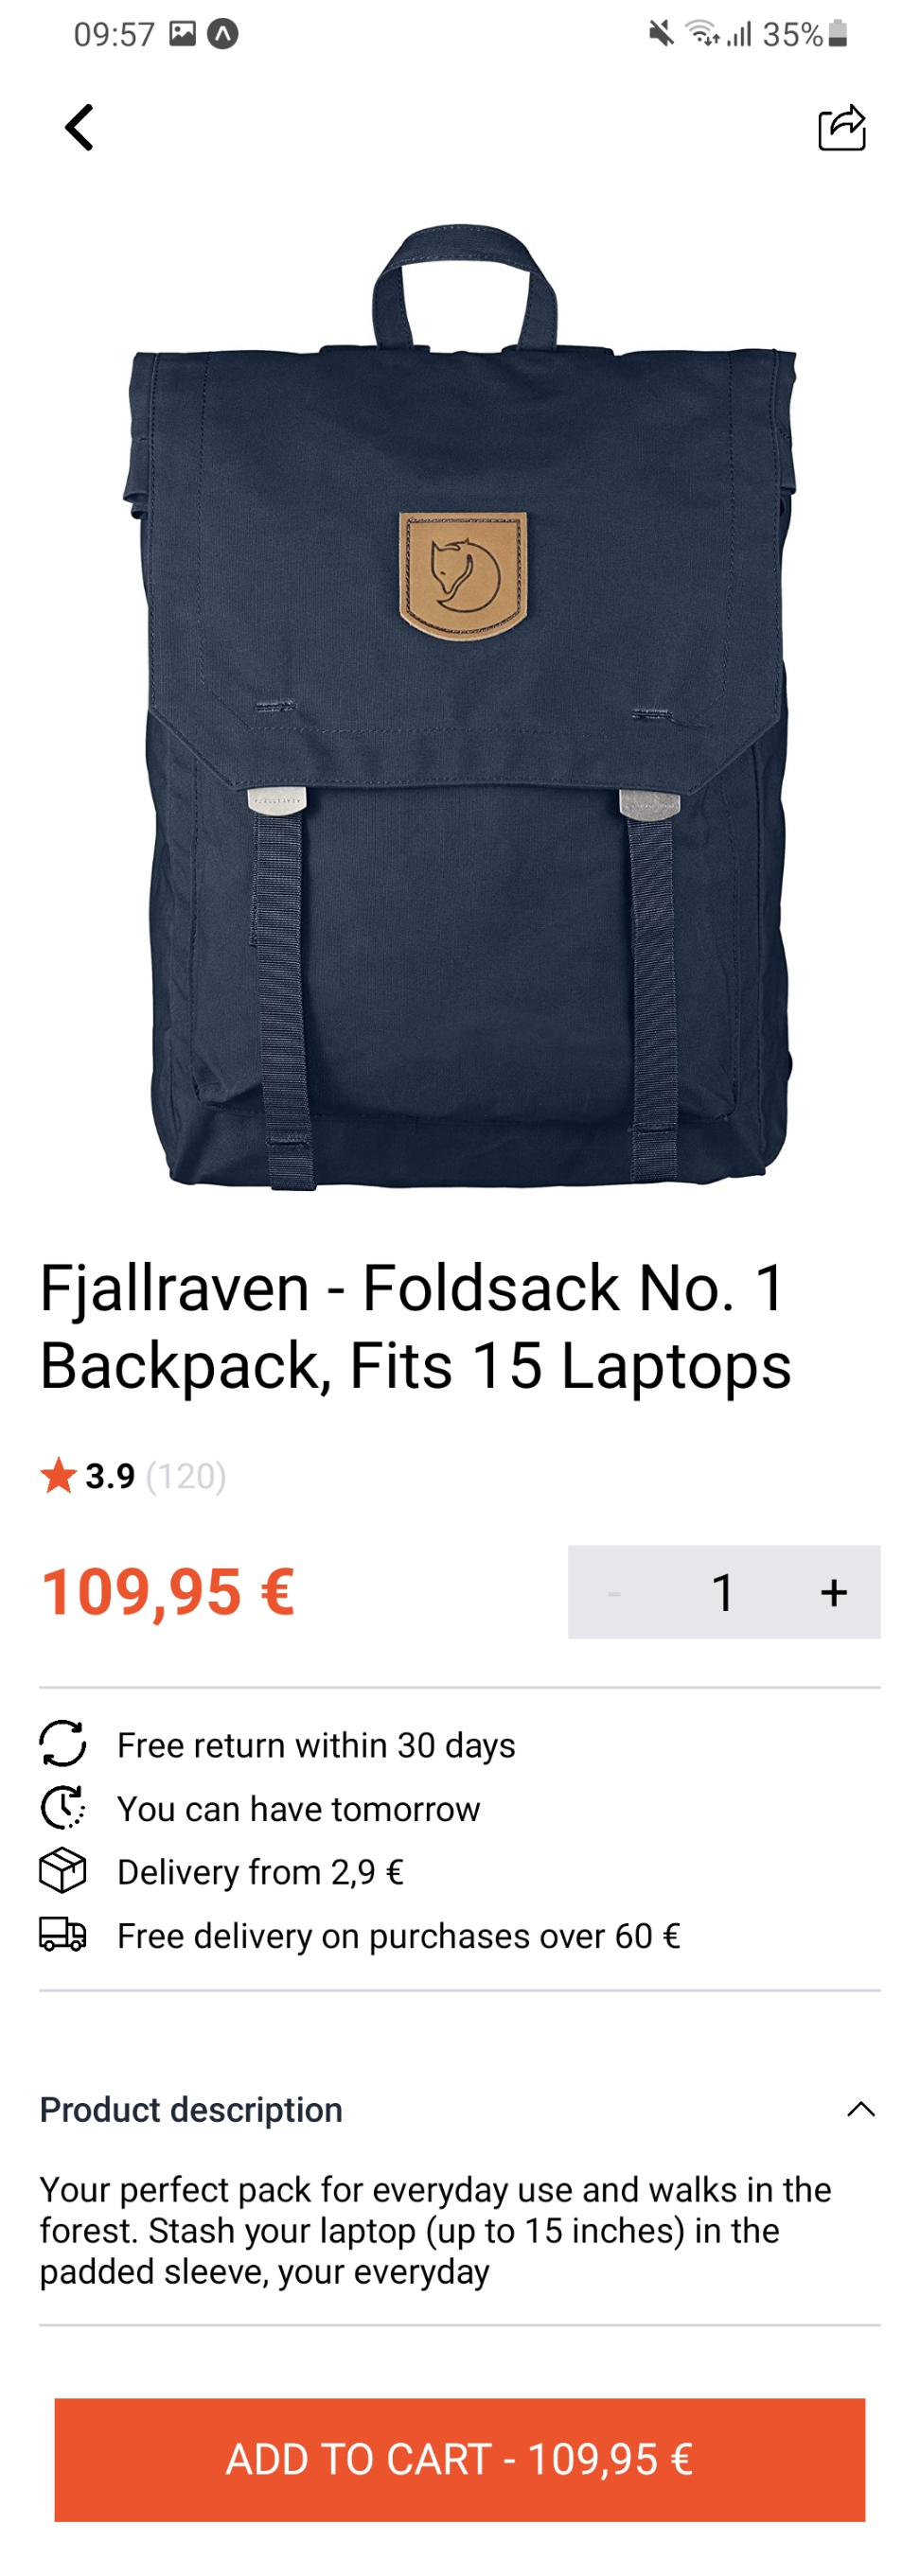 09:57
35%
Fjallraven - Foldsack No. 1
Backpack, Fits 15 Laptops
3.9 (120)
109,95 €
- 1 +
Free return within 30 days
You can have tomorrow
Delivery from 2,9 €
Free delivery on purchases over 60 €
Product description
Your perfect pack for everyday use and walks in the
forest. Stash your laptop (up to 15 inches) in the
padded sleeve, your everyday
ADD TO CART - 109,95 €